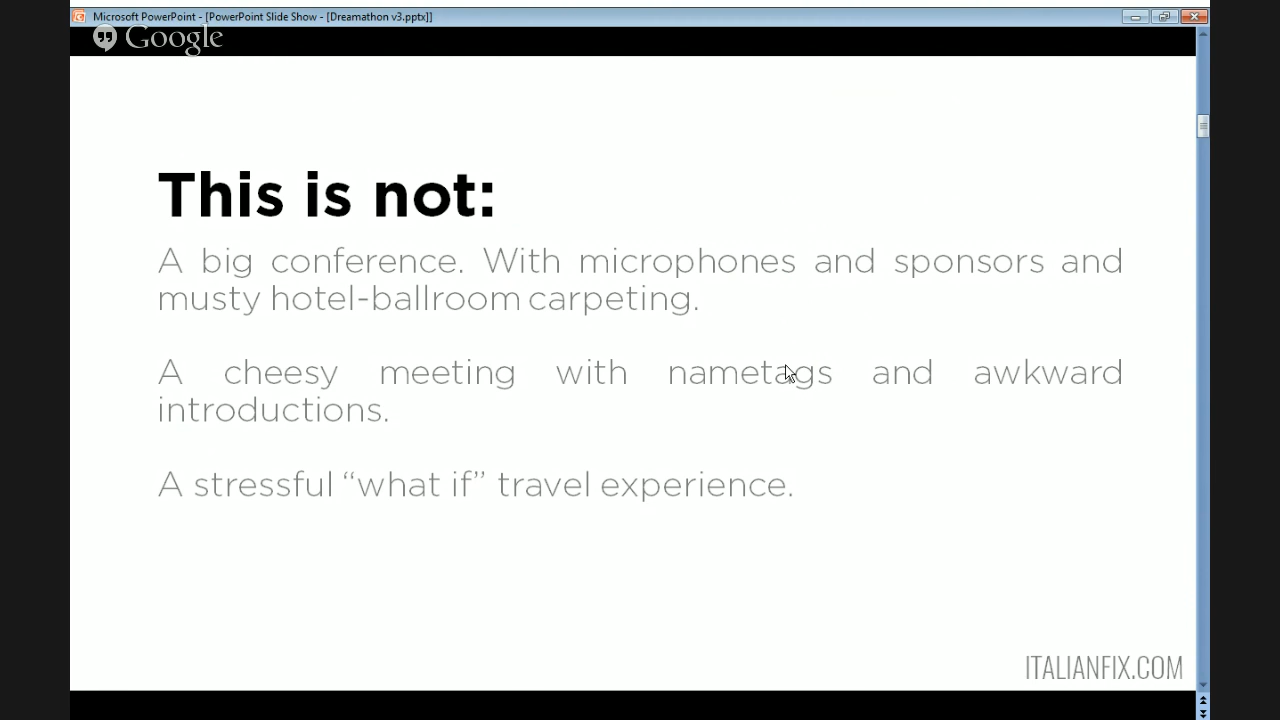 Microsoft PowerPoint - [PowerPoint Slide Show - [Dreamathon v3.pptx]]
Google
This is not:
A big conference. With microphones and sponsors and
musty hotel-ballroom carpeting.
A cheesy meeting with nametags and awkward
introductions.
A stressful “what if” travel experience.
ITALIANFIX.COM